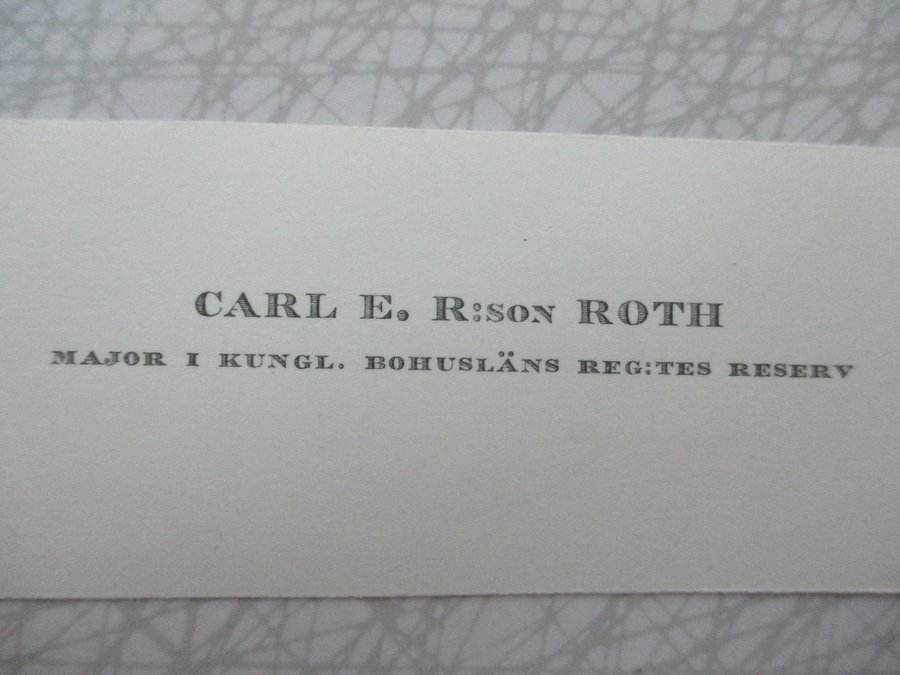 CARL E. R:SON ROTH
MAJOR I KUNGL. BOHUSLÄNS REG:TES RESERV